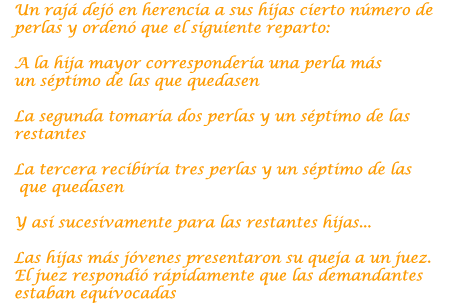 Un rajá dejó en herencia a sus hijas cierto número de
perlas y ordenó que el siguiente reparto:
A la hija mayor correspondería una perla más
un séptimo de las que quedasen
La segunda tomaría dos perlas y un séptimo de las
restantes
La tercera recibiría tres perlas y un séptimo de las
que quedasen
Y así sucesivamente para las restantes hijas...
Las hijas más jóvenes presentaron su queja a un juez.
El juez respondió rápidamente que las demandantes
estaban equivocadas